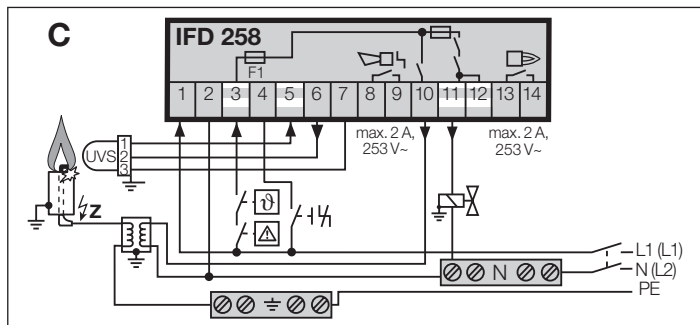 C
IFD 258
F1
1 2 3 4 5 6 7 8 9 10 11 12 13 14
max. 2 A,
253 V~
max. 2 A,
253 V~
UVS
1
2
3
Z
ϑ
L1 (L1)
N
N (L2)
PE